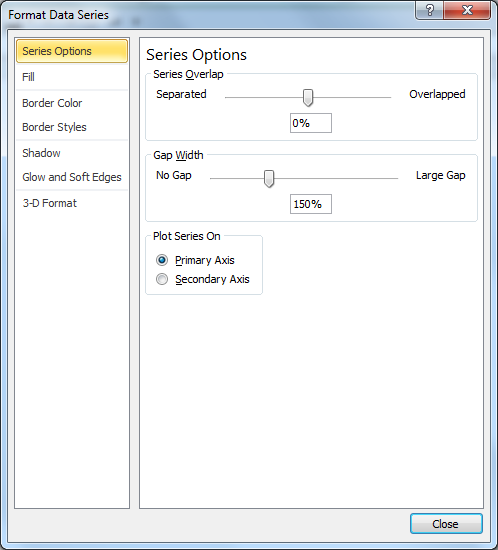 Format Data Series
?
X
Series Options
Fill
Border Color
Border Styles
Shadow
Glow and Soft Edges
3-D Format
Series Options
Series Overlap
Separated Overlapped
0%
Gap Width
No Gap Large Gap
150%
Plot Series On
Primary Axis
Secondary Axis
Close